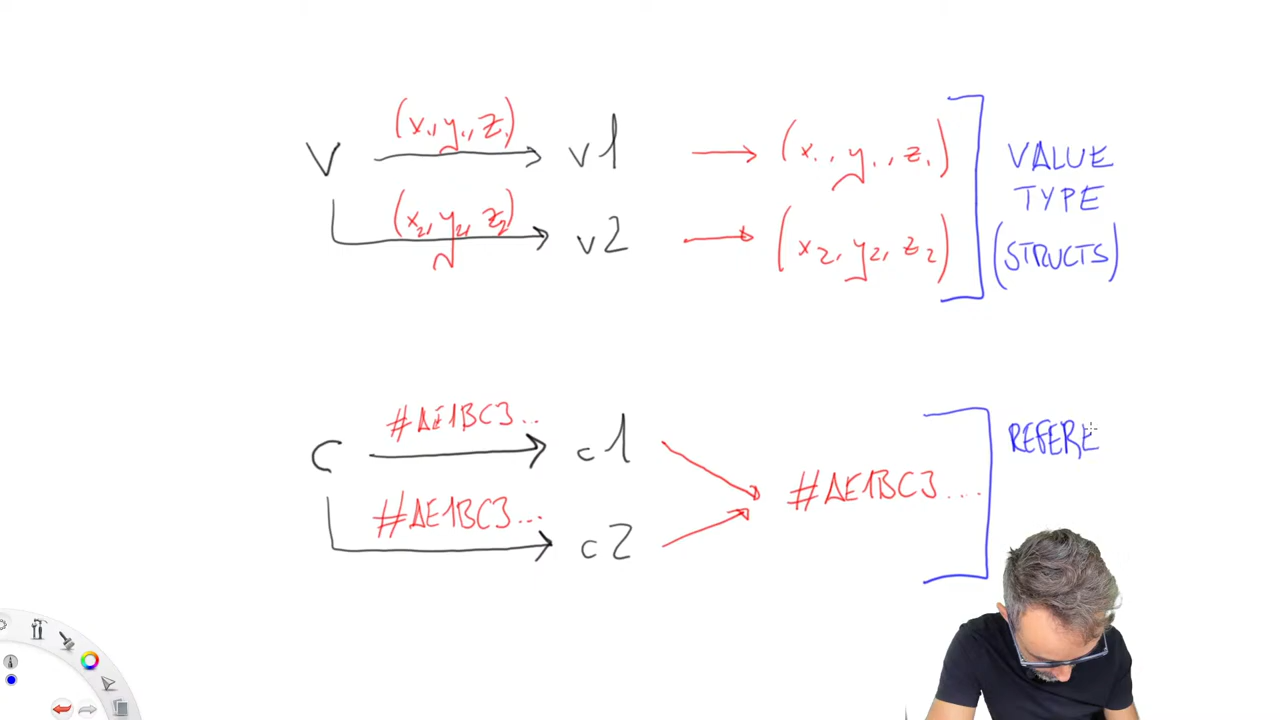 V (x₁, y₁, z₁) v1 (x₁, y₁, z₁)
(x₂, y₂, z₂) v2 (x₂, y₂, z₂)
VALUE
TYPE
(STRUCTS)
C #AE1BC3... c1
#AE1BC3... c2
#AE1BC3....
REFERE